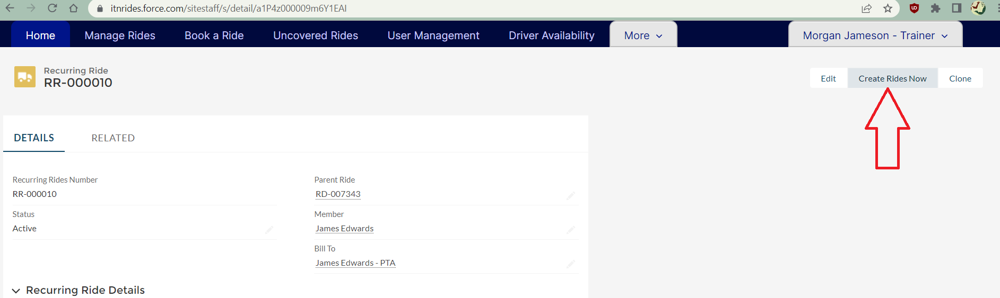 itnrides.force.com/sitestaff/s/detail/a1P4z000009m6Y1EAI
Home Manage Rides Book a Ride Uncovered Rides User Management Driver Availability More Morgan Jameson - Trainer
Recurring Ride
RR-000010
Edit Create Rides Now Clone
DETAILS RELATED
Recurring Rides Number
RR-000010
Parent Ride
RD-007343
Status
Active
Member
James Edwards
Bill To
James Edwards - PTA
Recurring Ride Details